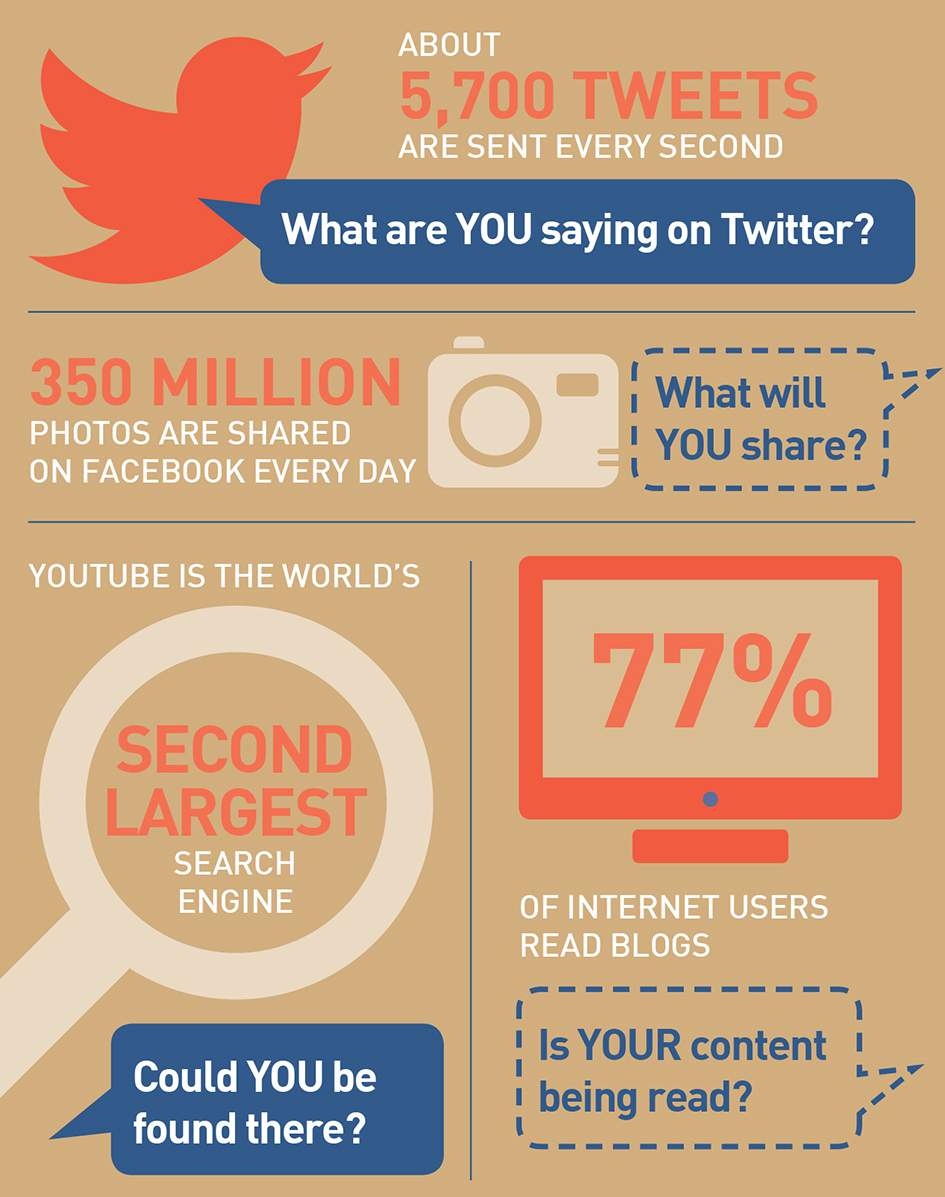 ABOUT
5,700 TWEETS
ARE SENT EVERY SECOND
What are YOU saying on Twitter?
350 MILLION
PHOTOS ARE SHARED
ON FACEBOOK EVERY DAY
What will
YOU share?
YOUTUBE IS THE WORLD'S
SECOND
LARGEST
SEARCH
ENGINE
Could YOU be
found there?
77%
OF INTERNET USERS
READ BLOGS
Is YOUR content
being read?